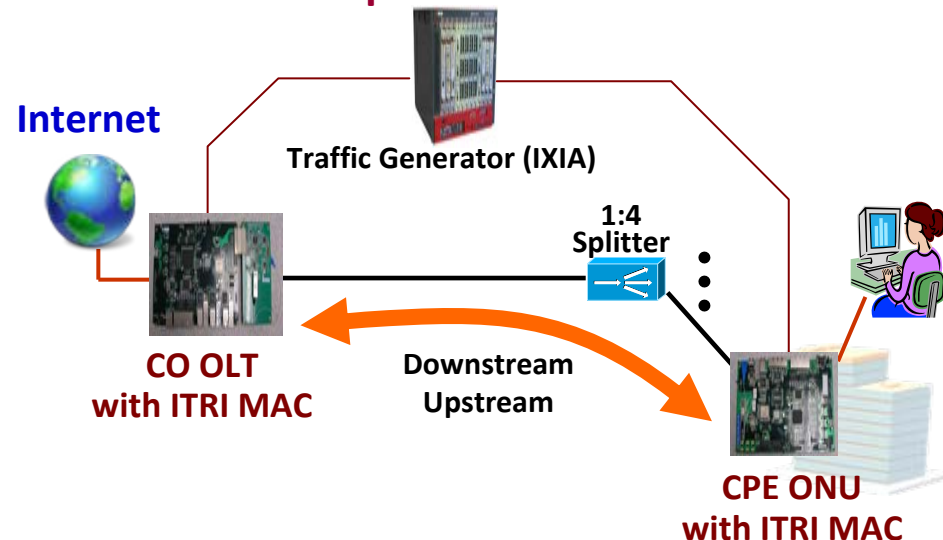 Internet
Traffic Generator (IXIA)
1:4
Splitter
CO OLT
with ITRI MAC
Downstream
Upstream
CPE ONU
with ITRI MAC